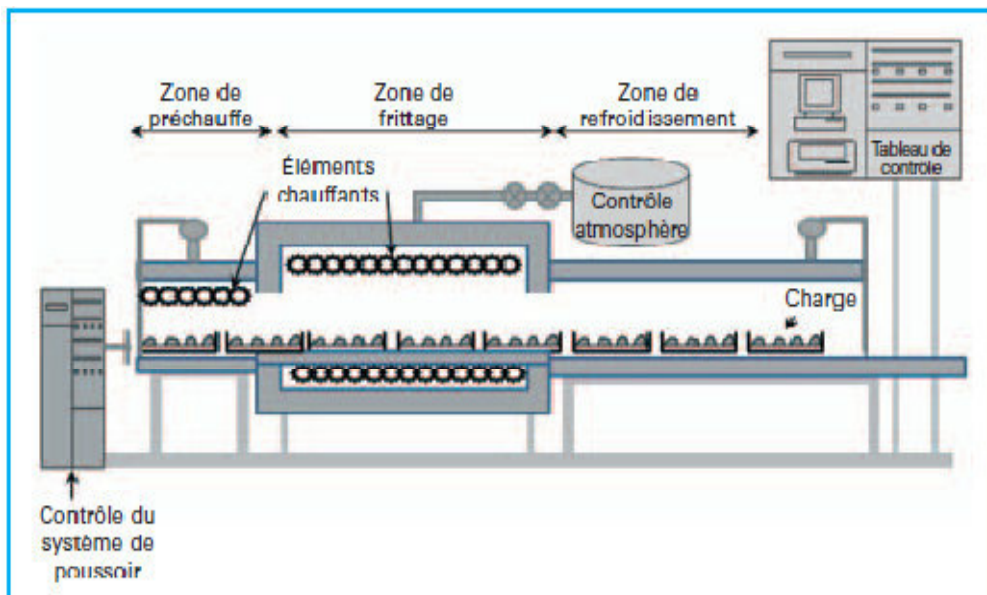 Zone de
préchauffe
Zone de
frittage
Zone de
refroidissement
Tableau de
contrôle
Éléments
chauffants
Contrôle
atmosphère
Charge
Contrôle du
système de
poussoir